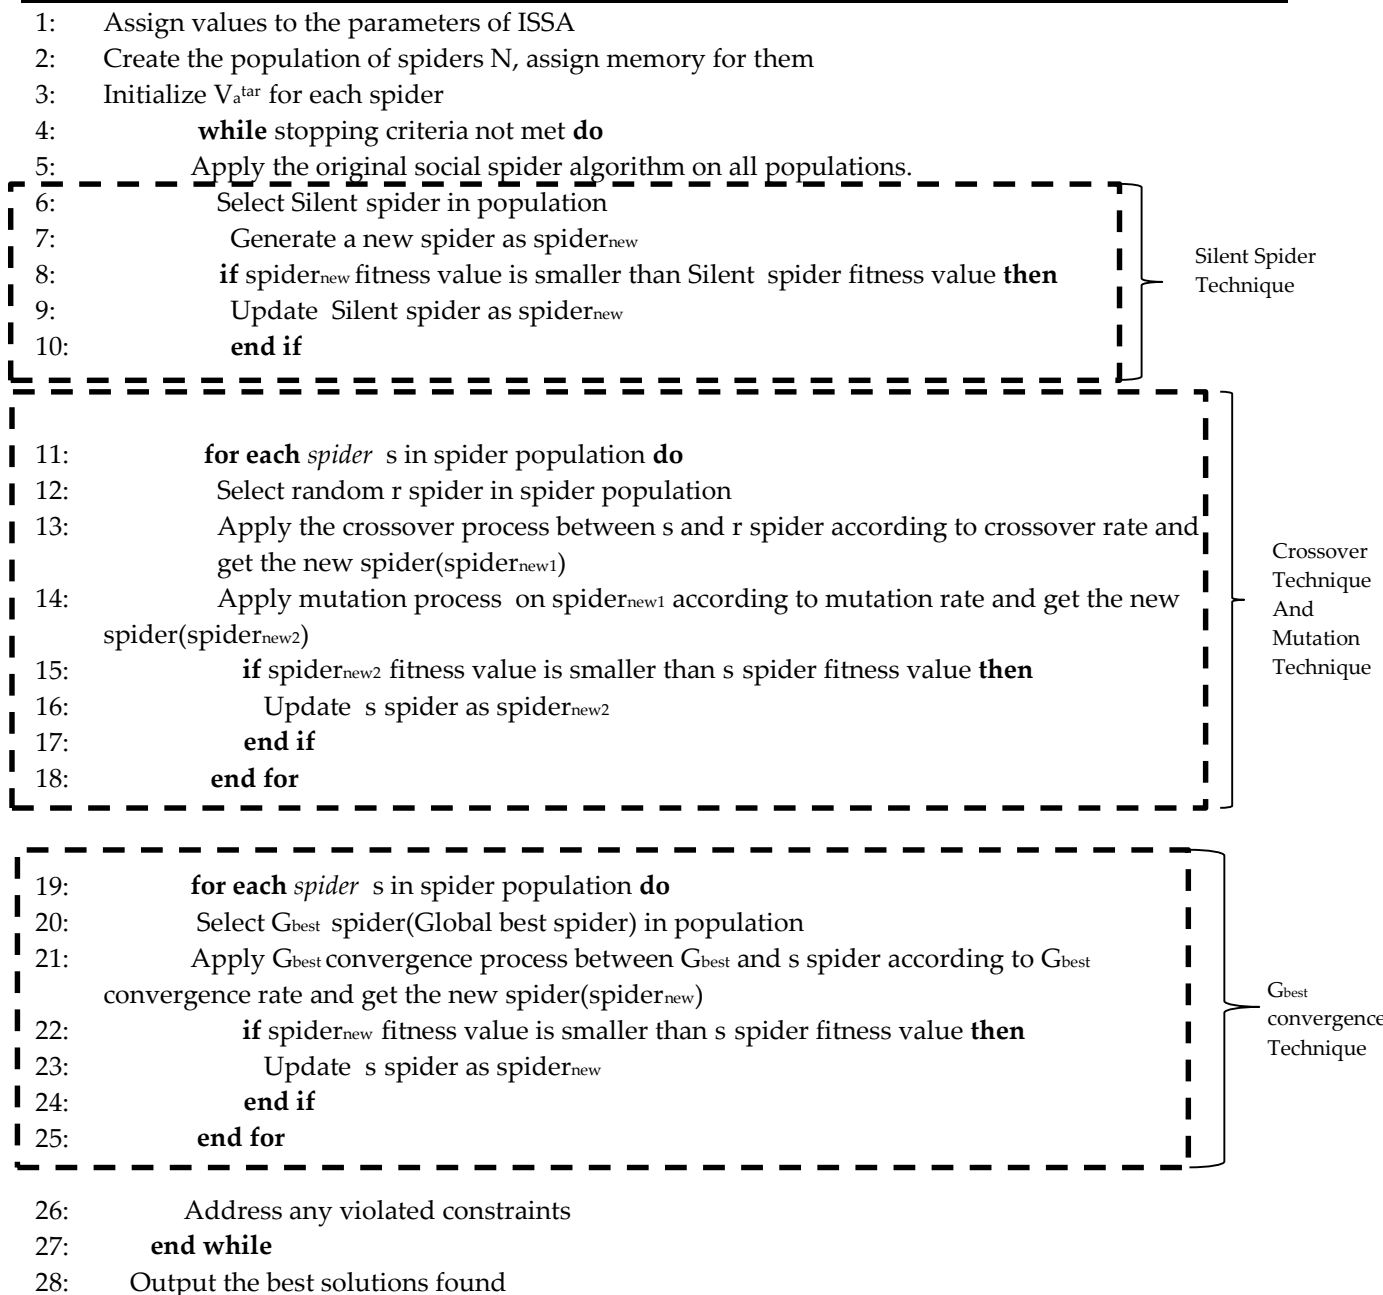 1: Assign values to the parameters of ISSA
2: Create the population of spiders N, assign memory for them
3: Initialize Vₐᵗᵃʳ for each spider
4: while stopping criteria not met do
5: Apply the original social spider algorithm on all populations.
6: Select Silent spider in population
7: Generate a new spider as spidernew
8: if spidernew fitness value is smaller than Silent spider fitness value then
9: Update Silent spider as spidernew
10: end if
Silent Spider
Technique
11: for each spider s in spider population do
12: Select random r spider in spider population
13: Apply the crossover process between s and r spider according to crossover rate and
get the new spider(spidernew1)
14: Apply mutation process on spidernew1 according to mutation rate and get the new
spider(spidernew2)
15: if spidernew2 fitness value is smaller than s spider fitness value then
16: Update s spider as spidernew2
17: end if
18: end for
Crossover
Technique
And
Mutation
Technique
19: for each spider s in spider population do
20: Select Gbest spider(Global best spider) in population
21: Apply Gbest convergence process between Gbest and s spider according to Gbest
convergence rate and get the new spider(spidernew)
22: if spidernew fitness value is smaller than s spider fitness value then
23: Update s spider as spidernew
24: end if
25: end for
Gbest
convergence
Technique
26: Address any violated constraints
27: end while
28: Output the best solutions found